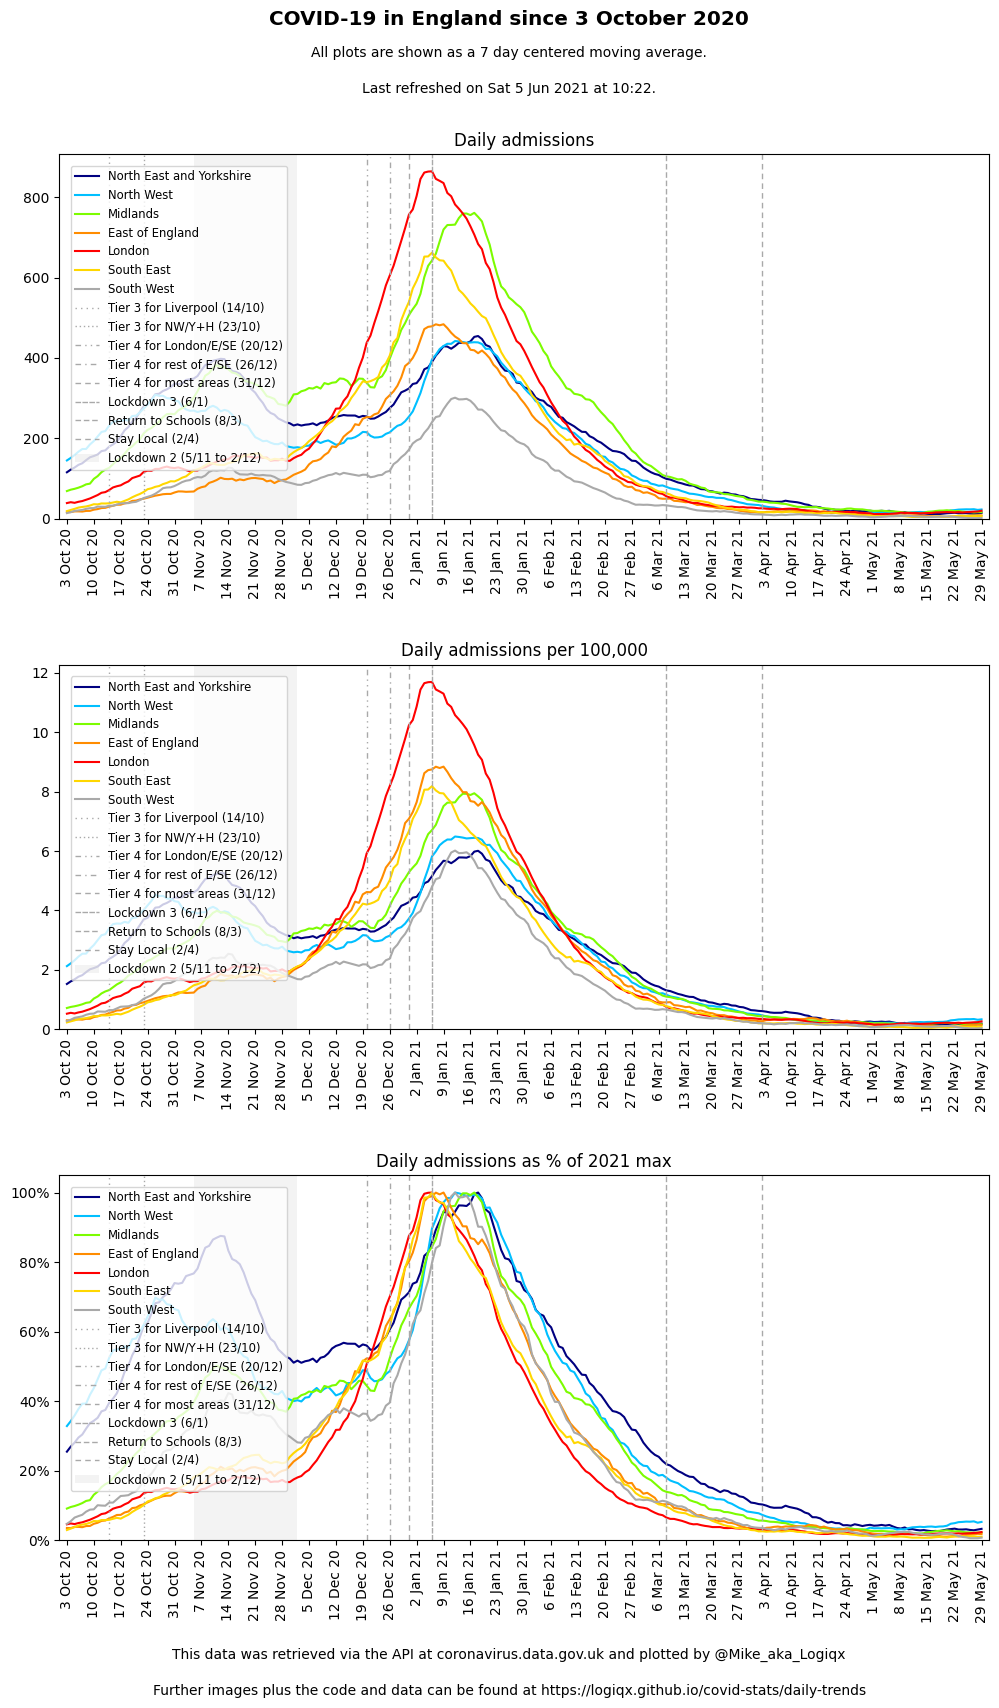 COVID-19 in England since 3 October 2020
All plots are shown as a 7 day centered moving average.
Last refreshed on Sat 5 Jun 2021 at 10:22.
Daily admissions
800
600
400
200
0
North East and Yorkshire
North West
Midlands
East of England
London
South East
South West
Tier 3 for Liverpool (14/10)
Tier 3 for NW/Y+H (23/10)
Tier 4 for London/E/SE (20/12)
Tier 4 for rest of E/SE (26/12)
Tier 4 for most areas (31/12)
Lockdown 3 (6/1)
Return to Schools (8/3)
Stay Local (2/4)
Lockdown 2 (5/11 to 2/12)
3 Oct 20
10 Oct 20
17 Oct 20
24 Oct 20
31 Oct 20
7 Nov 20
14 Nov 20
21 Nov 20
28 Nov 20
5 Dec 20
12 Dec 20
19 Dec 20
26 Dec 20
2 Jan 21
9 Jan 21
16 Jan 21
23 Jan 21
30 Jan 21
6 Feb 21
13 Feb 21
20 Feb 21
27 Feb 21
6 Mar 21
13 Mar 21
20 Mar 21
27 Mar 21
3 Apr 21
10 Apr 21
17 Apr 21
24 Apr 21
1 May 21
8 May 21
15 May 21
22 May 21
29 May 21
Daily admissions per 100,000
12
10
8
6
4
2
0
North East and Yorkshire
North West
Midlands
East of England
London
South East
South West
Tier 3 for Liverpool (14/10)
Tier 3 for NW/Y+H (23/10)
Tier 4 for London/E/SE (20/12)
Tier 4 for rest of E/SE (26/12)
Tier 4 for most areas (31/12)
Lockdown 3 (6/1)
Return to Schools (8/3)
Stay Local (2/4)
Lockdown 2 (5/11 to 2/12)
3 Oct 20
10 Oct 20
17 Oct 20
24 Oct 20
31 Oct 20
7 Nov 20
14 Nov 20
21 Nov 20
28 Nov 20
5 Dec 20
12 Dec 20
19 Dec 20
26 Dec 20
2 Jan 21
9 Jan 21
16 Jan 21
23 Jan 21
30 Jan 21
6 Feb 21
13 Feb 21
20 Feb 21
27 Feb 21
6 Mar 21
13 Mar 21
20 Mar 21
27 Mar 21
3 Apr 21
10 Apr 21
17 Apr 21
24 Apr 21
1 May 21
8 May 21
15 May 21
22 May 21
29 May 21
Daily admissions as % of 2021 max
100%
80%
60%
40%
20%
0%
North East and Yorkshire
North West
Midlands
East of England
London
South East
South West
Tier 3 for Liverpool (14/10)
Tier 3 for NW/Y+H (23/10)
Tier 4 for London/E/SE (20/12)
Tier 4 for rest of E/SE (26/12)
Tier 4 for most areas (31/12)
Lockdown 3 (6/1)
Return to Schools (8/3)
Stay Local (2/4)
Lockdown 2 (5/11 to 2/12)
3 Oct 20
10 Oct 20
17 Oct 20
24 Oct 20
31 Oct 20
7 Nov 20
14 Nov 20
21 Nov 20
28 Nov 20
5 Dec 20
12 Dec 20
19 Dec 20
26 Dec 20
2 Jan 21
9 Jan 21
16 Jan 21
23 Jan 21
30 Jan 21
6 Feb 21
13 Feb 21
20 Feb 21
27 Feb 21
6 Mar 21
13 Mar 21
20 Mar 21
27 Mar 21
3 Apr 21
10 Apr 21
17 Apr 21
24 Apr 21
1 May 21
8 May 21
15 May 21
22 May 21
29 May 21
This data was retrieved via the API at coronavirus.data.gov.uk and plotted by @Mike_aka_Logiqx
Further images plus the code and data can be found at https://logiqx.github.io/covid-stats/daily-trends